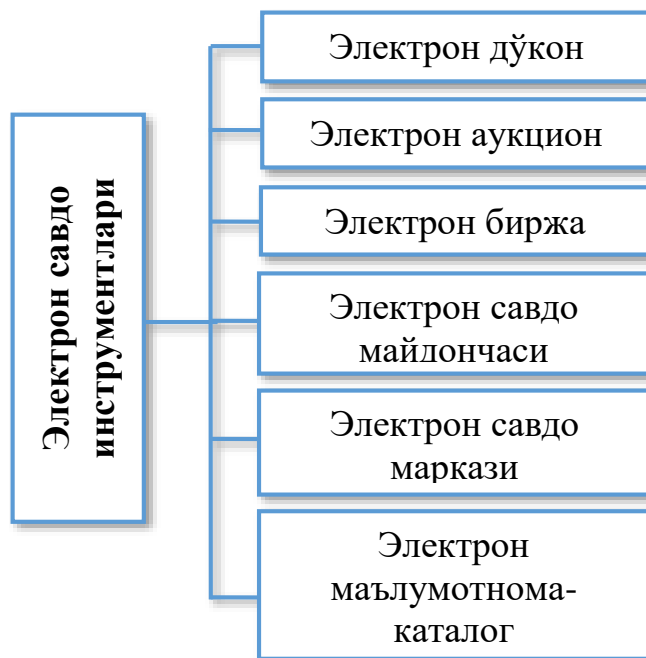 Электрон савдо
инструментлари
Электрон дўкон
Электрон аукцион
Электрон биржа
Электрон савдо
майдончаси
Электрон савдо
маркази
Электрон
маълумотнома-
каталог